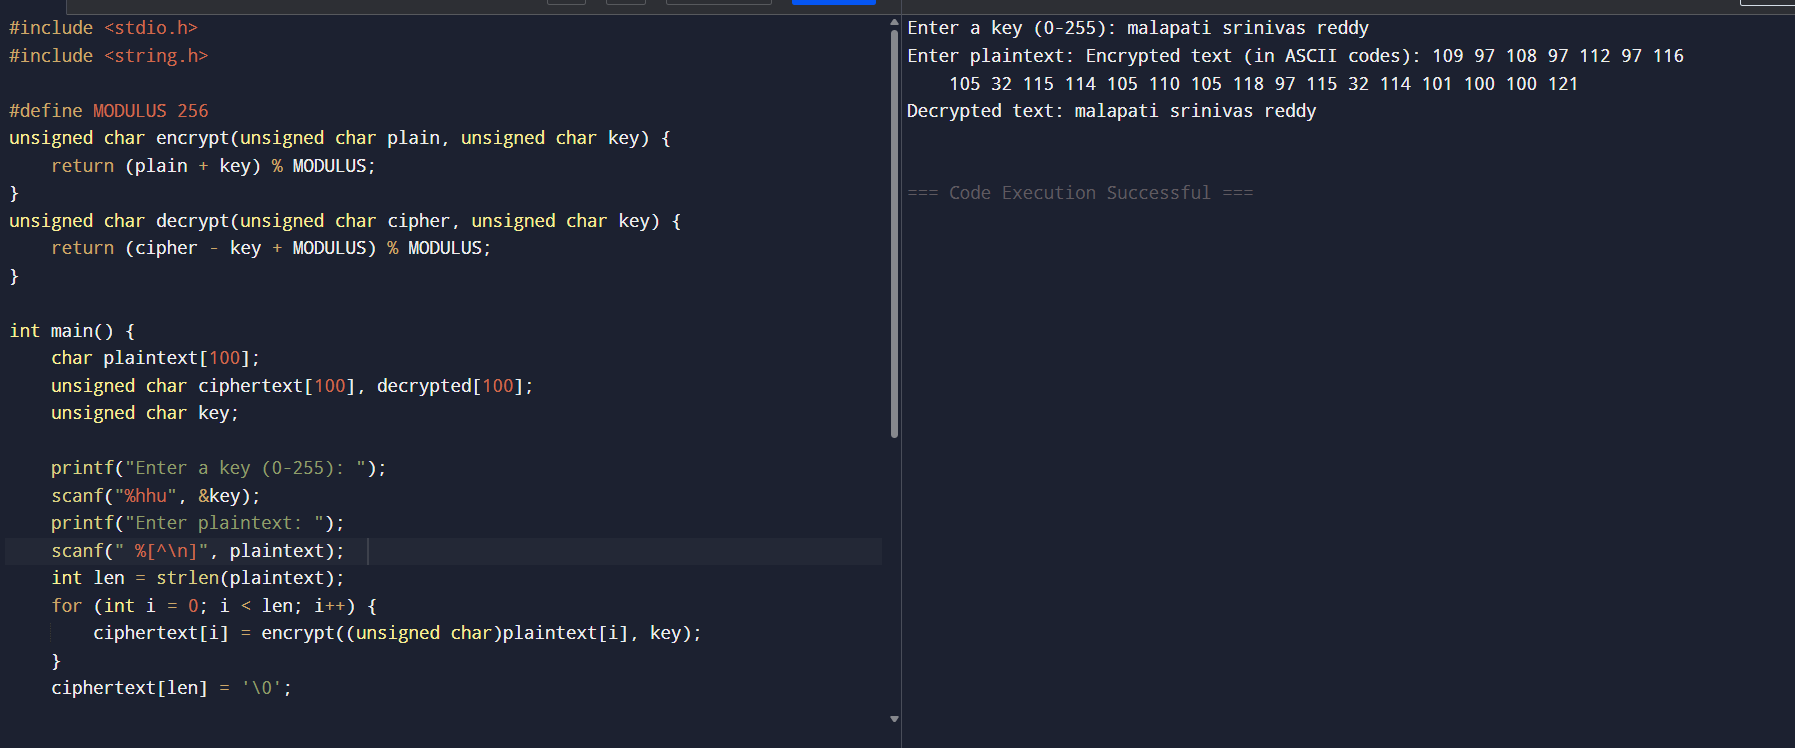 #include <stdio.h>
#include <string.h>
#define MODULUS 256
unsigned char encrypt(unsigned char plain, unsigned char key) {
    return (plain + key) % MODULUS;
}
unsigned char decrypt(unsigned char cipher, unsigned char key) {
    return (cipher - key + MODULUS) % MODULUS;
}
int main() {
    char plaintext[100];
    unsigned char ciphertext[100], decrypted[100];
    unsigned char key;
    printf("Enter a key (0-255): ");
    scanf("%hhu", &key);
    printf("Enter plaintext: ");
    scanf(" %[^\n]", plaintext);
    int len = strlen(plaintext);
    for (int i = 0; i < len; i++) {
        ciphertext[i] = encrypt((unsigned char)plaintext[i], key);
    }
    ciphertext[len] = '\0';
Enter a key (0-255): malapati srinivas reddy
Enter plaintext: Encrypted text (in ASCII codes): 109 97 108 97 112 97 116
    105 32 115 114 105 110 105 118 97 115 32 114 101 100 100 121
Decrypted text: malapati srinivas reddy
=== Code Execution Successful ===